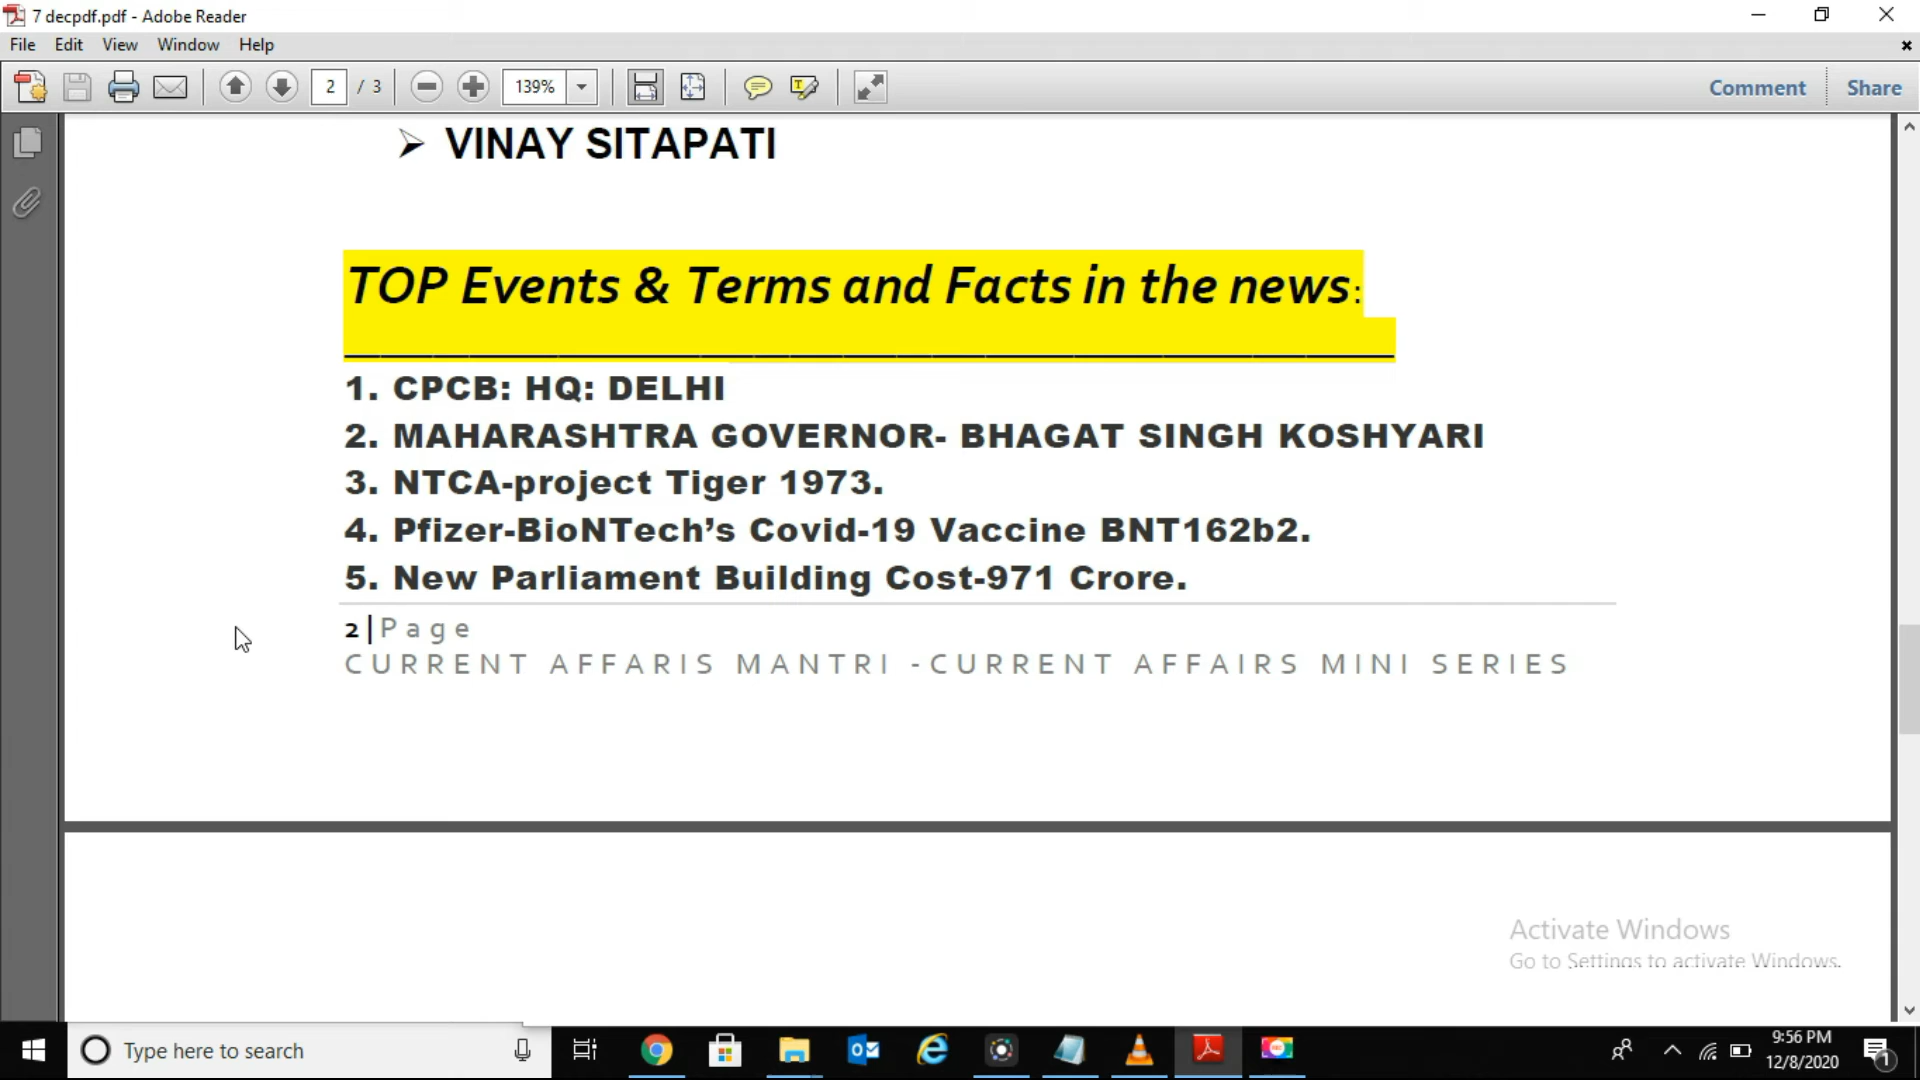 7 decpdf.pdf - Adobe Reader
File Edit View Window Help
2 / 3 139% Comment Share
➢ VINAY SITAPATI
TOP Events & Terms and Facts in the news:
1. CPCB: HQ: DELHI
2. MAHARASHTRA GOVERNOR- BHAGAT SINGH KOSHYARI
3. NTCA-project Tiger 1973.
4. Pfizer-BioNTech’s Covid-19 Vaccine BNT162b2.
5. New Parliament Building Cost-971 Crore.
2|Page
CURRENT AFFARIS MANTRI -CURRENT AFFAIRS MINI SERIES
Activate Windows
Go to Settings to activate Windows.
Type here to search
9:56 PM
12/8/2020
1